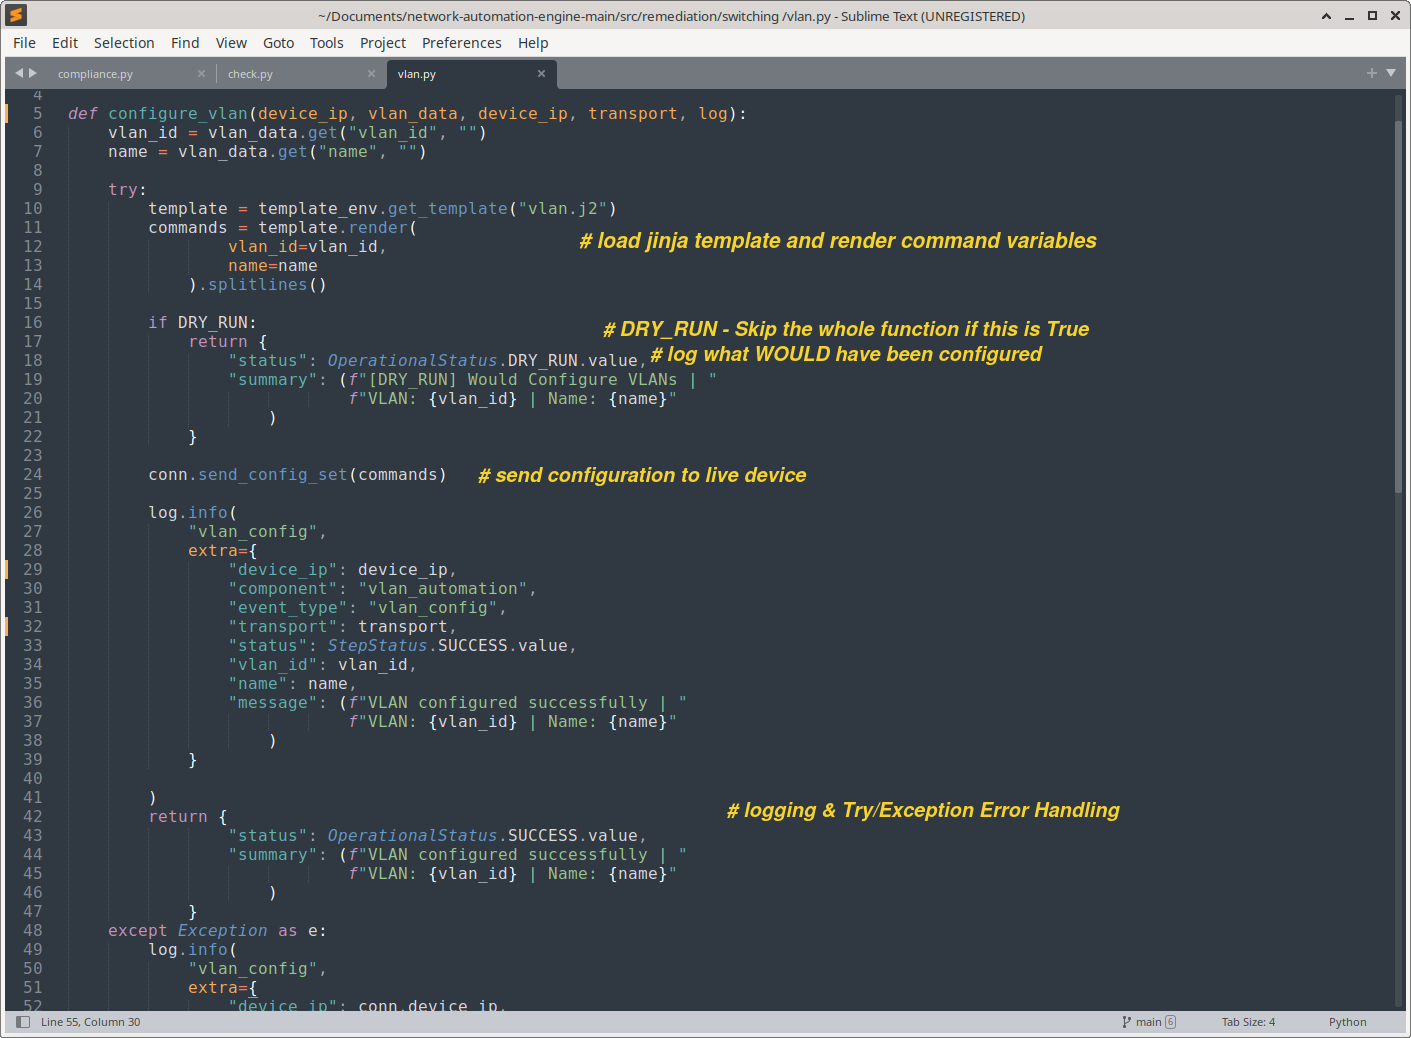 ~/Documents/network-automation-engine-main/src/remediation/switching /vlan.py - Sublime Text (UNREGISTERED)
File Edit Selection Find View Goto Tools Project Preferences Help
compliance.py × check.py × vlan.py ×
4
5 def configure_vlan(device_ip, vlan_data, device_ip, transport, log):
6 vlan_id = vlan_data.get("vlan_id", "")
7 name = vlan_data.get("name", "")
8
9 try:
10 template = template_env.get_template("vlan.j2")
11 commands = template.render(
# load jinja template and render command variables
12 vlan_id=vlan_id,
13 name=name
14 ).splitlines()
15
16 if DRY_RUN:
# DRY_RUN - Skip the whole function if this is True
17 return {
18 "status": OperationalStatus.DRY_RUN.value, # log what WOULD have been configured
19 "summary": (f"[DRY_RUN] Would Configure VLANs | "
20 f"VLAN: {vlan_id} | Name: {name}"
21 )
22 }
23
24 conn.send_config_set(commands) # send configuration to live device
25
26 log.info(
27 "vlan_config",
28 extra={
29 "device_ip": device_ip,
30 "component": "vlan_automation",
31 "event_type": "vlan_config",
32 "transport": transport,
33 "status": StepStatus.SUCCESS.value,
34 "vlan_id": vlan_id,
35 "name": name,
36 "message": (f"VLAN configured successfully | "
37 f"VLAN: {vlan_id} | Name: {name}"
38 )
39 }
40
41 )
# logging & Try/Exception Error Handling
42 return {
43 "status": OperationalStatus.SUCCESS.value,
44 "summary": (f"VLAN configured successfully | "
45 f"VLAN: {vlan_id} | Name: {name}"
46 )
47 }
48 except Exception as e:
49 log.info(
50 "vlan_config",
51 extra={
52 "device_ip": conn.device_ip,
Line 55, Column 30 main 6 Tab Size: 4 Python